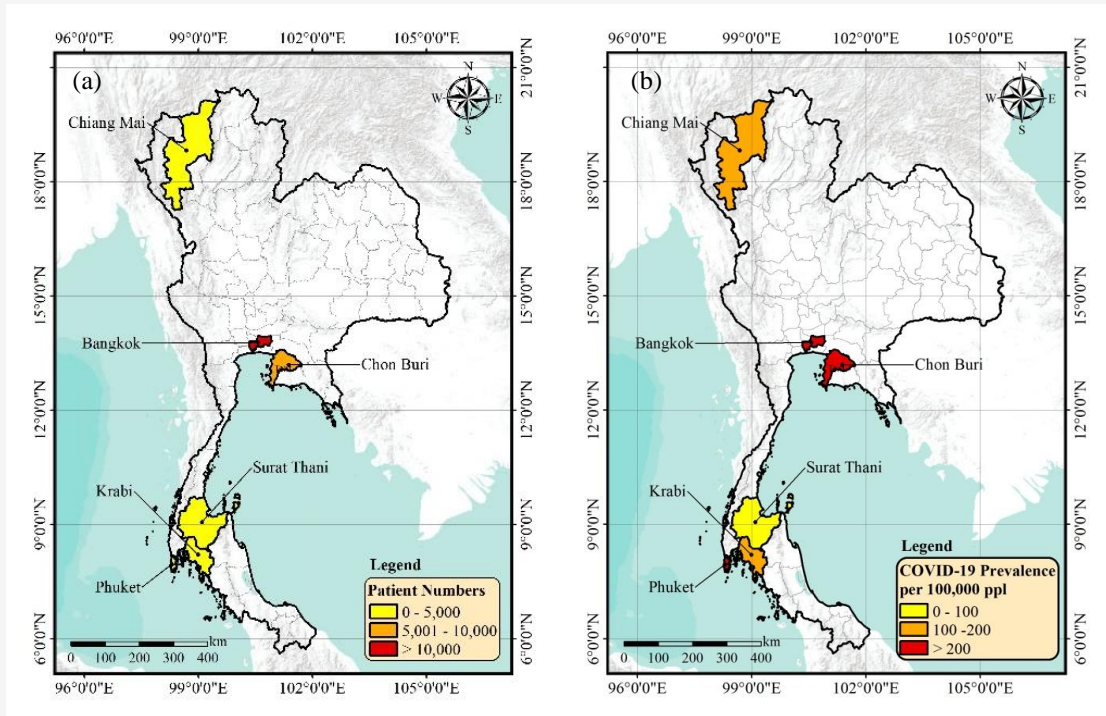 96°0'0"E 99°0'0"E 102°0'0"E 105°0'0"E
(a)
N
W E
S
21°0'0"N
18°0'0"N
15°0'0"N
12°0'0"N
9°0'0"N
6°0'0"N
18°0'0"N
15°0'0"N
12°0'0"N
9°0'0"N
6°0'0"N
Chiang Mai
Bangkok
Chon Buri
Surat Thani
Krabi
Phuket
Legend
Patient Numbers
0 - 5,000
5,001 - 10,000
> 10,000
km
0 100 200 300 400
96°0'0"E 99°0'0"E 102°0'0"E 105°0'0"E
96°0'0"E 99°0'0"E 102°0'0"E 105°0'0"E
(b)
N
W E
S
21°0'0"N
18°0'0"N
15°0'0"N
12°0'0"N
9°0'0"N
6°0'0"N
18°0'0"N
15°0'0"N
12°0'0"N
9°0'0"N
6°0'0"N
Chiang Mai
Bangkok
Chon Buri
Surat Thani
Krabi
Phuket
Legend
COVID-19 Prevalence
per 100,000 ppl
0 - 100
100 -200
> 200
km
0 100 200 300 400
96°0'0"E 99°0'0"E 102°0'0"E 105°0'0"E